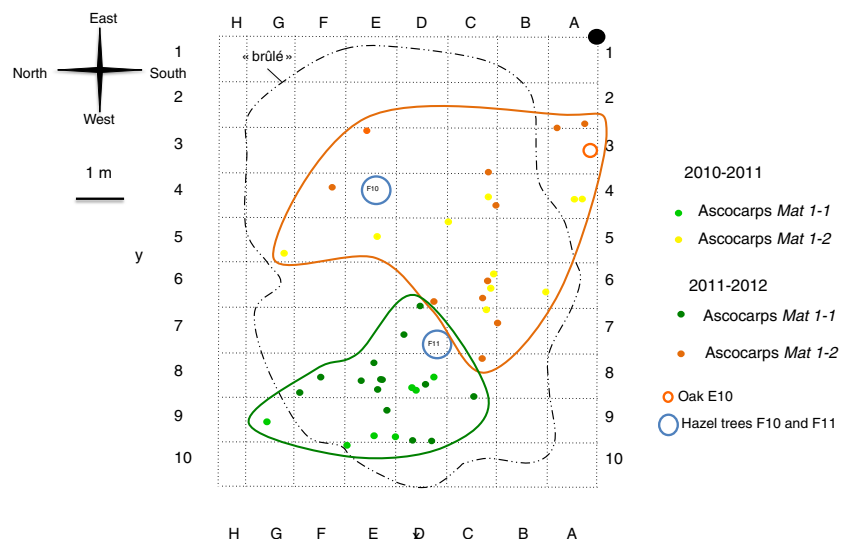 East
North South
West
1 m
y
H G F E D C B A
« brûlé »
1 1
2 2
3 3
4 4
5 5
6 6
7 7
8 8
9 9
10 10
F10
F11
H G F E D C B A
2010-2011
Ascocarps Mat 1-1
Ascocarps Mat 1-2
2011-2012
Ascocarps Mat 1-1
Ascocarps Mat 1-2
Oak E10
Hazel trees F10 and F11